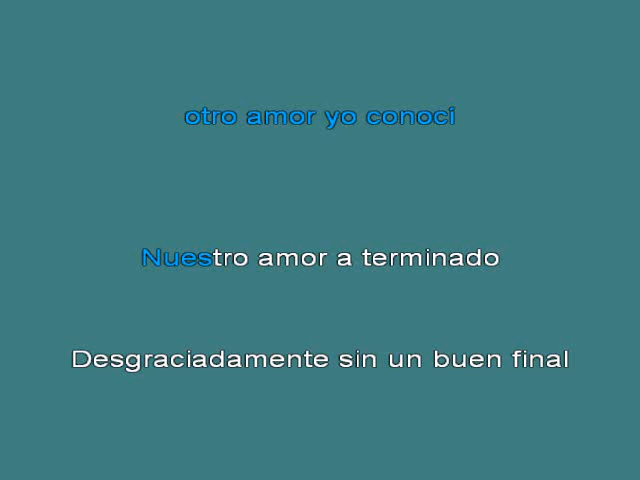 otro amor yo conoci
Nuestro amor a terminado
Desgraciadamente sin un buen final